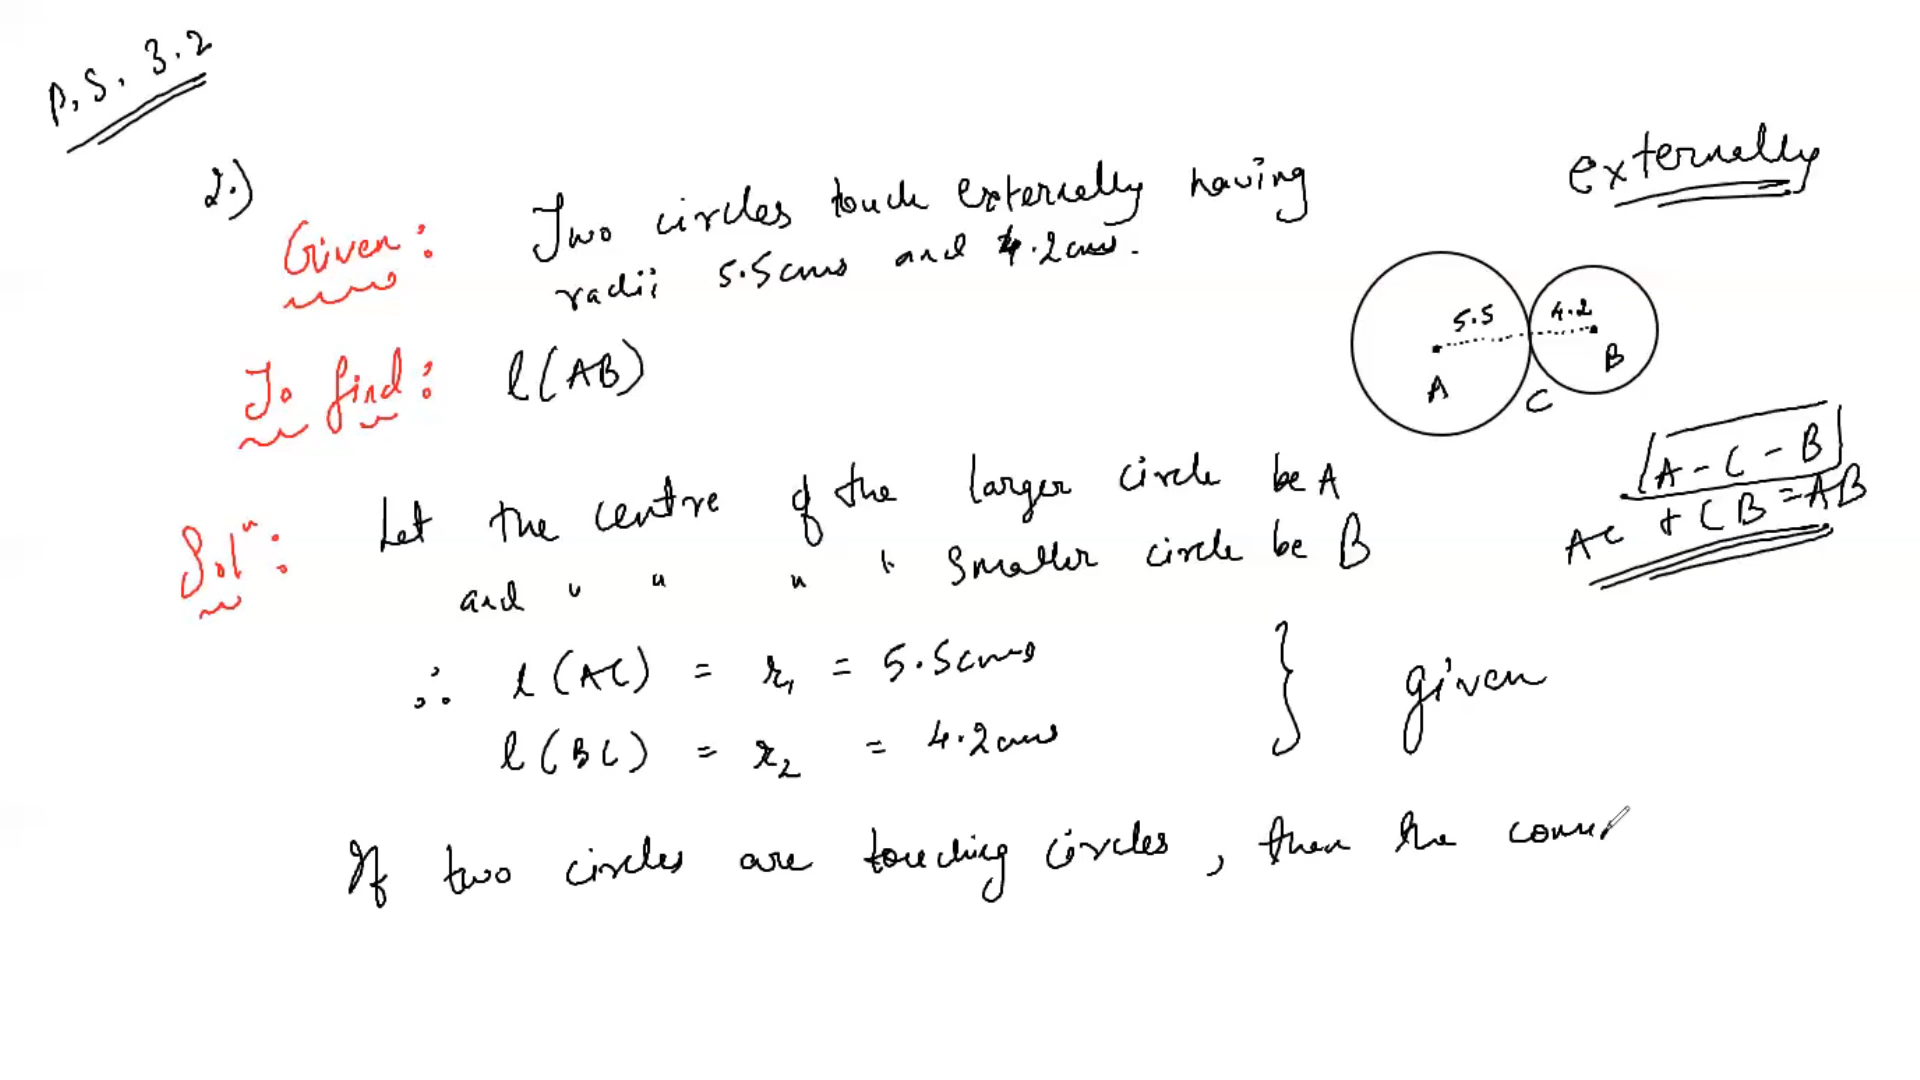 P.S. 3.2
2.)
Given: Two circles touch externally having
radii 5.5cms and 4.2cms.
externally
5.5 4.2
A B
C
To find: l(AB)
A-C-B
AC + CB = AB
Solⁿ: Let the centre of the larger circle be A
and " " " " smaller circle be B
∴ l(AC) = r₁ = 5.5cms
l(BC) = r₂ = 4.2cms
} given
If two circles are touching circles, then the